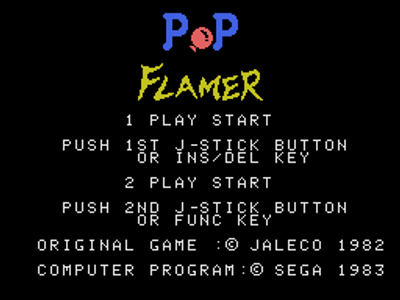 PoP
FLAMER
1 PLAY START
PUSH 1ST J-STICK BUTTON
OR INS/DEL KEY
2 PLAY START
PUSH 2ND J-STICK BUTTON
OR FUNC KEY
ORIGINAL GAME :© JALECO 1982
COMPUTER PROGRAM:© SEGA 1983